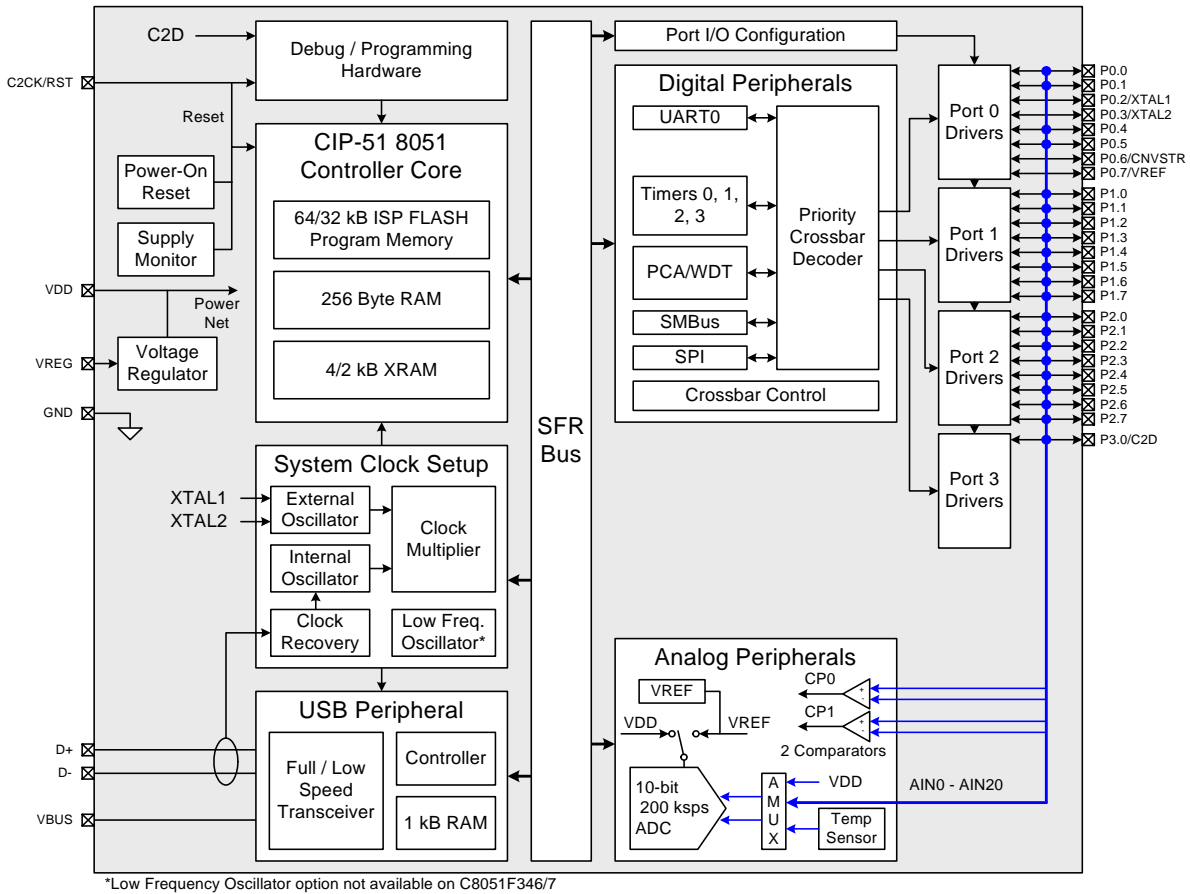 C2D
C2CK/RST
Reset
Debug / Programming
Hardware
Power-On
Reset
Supply
Monitor
VDD
Power
Net
VREG
Voltage
Regulator
GND
CIP-51 8051
Controller Core
64/32 kB ISP FLASH
Program Memory
256 Byte RAM
4/2 kB XRAM
System Clock Setup
XTAL1
XTAL2
External
Oscillator
Internal
Oscillator
Clock
Multiplier
Clock
Recovery
Low Freq.
Oscillator*
USB Peripheral
D+
D-
VBUS
Full / Low
Speed
Transceiver
Controller
1 kB RAM
SFR
Bus
Port I/O Configuration
Digital Peripherals
UART0
Timers 0, 1,
2, 3
PCA/WDT
SMBus
SPI
Priority
Crossbar
Decoder
Crossbar Control
Port 0
Drivers
Port 1
Drivers
Port 2
Drivers
Port 3
Drivers
P0.0
P0.1
P0.2/XTAL1
P0.3/XTAL2
P0.4
P0.5
P0.6/CNVSTR
P0.7/VREF
P1.0
P1.1
P1.2
P1.3
P1.4
P1.5
P1.6
P1.7
P2.0
P2.1
P2.2
P2.3
P2.4
P2.5
P2.6
P2.7
P3.0/C2D
Analog Peripherals
VREF
VDD
VREF
CP0
+
-
CP1
+
-
2 Comparators
10-bit
200 ksps
ADC
A
M
U
X
VDD
Temp
Sensor
AIN0 - AIN20
*Low Frequency Oscillator option not available on C8051F346/7